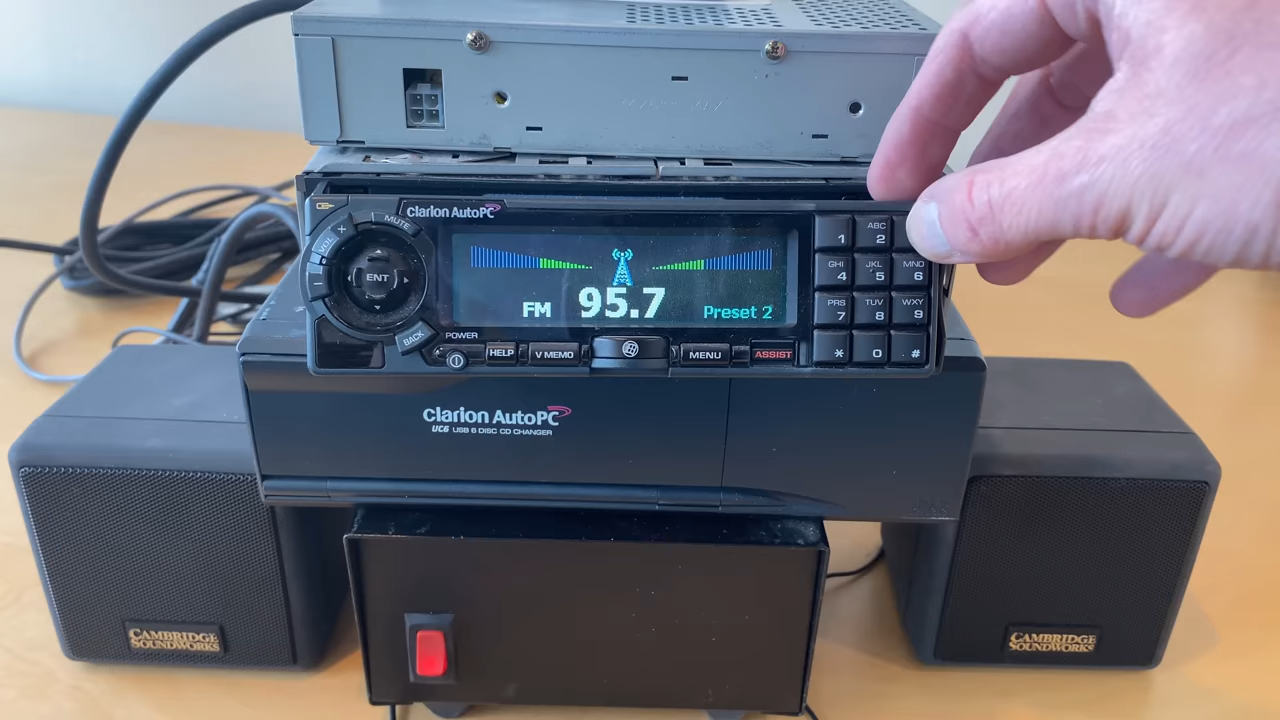 Clarion AutoPC
MUTE
VOL
+
-
ENT
BACK
FM 95.7 Preset 2
POWER
HELP
V MEMO
MENU
ASSIST
1
ABC 2
GHI 4
JKL 5
MNO 6
PRS 7
TUV 8
WXY 9
*
0
#
Clarion AutoPC
UC6 USB 6 DISC CD CHANGER
CAMBRIDGE
SOUNDWORKS
CAMBRIDGE
SOUNDWORKS